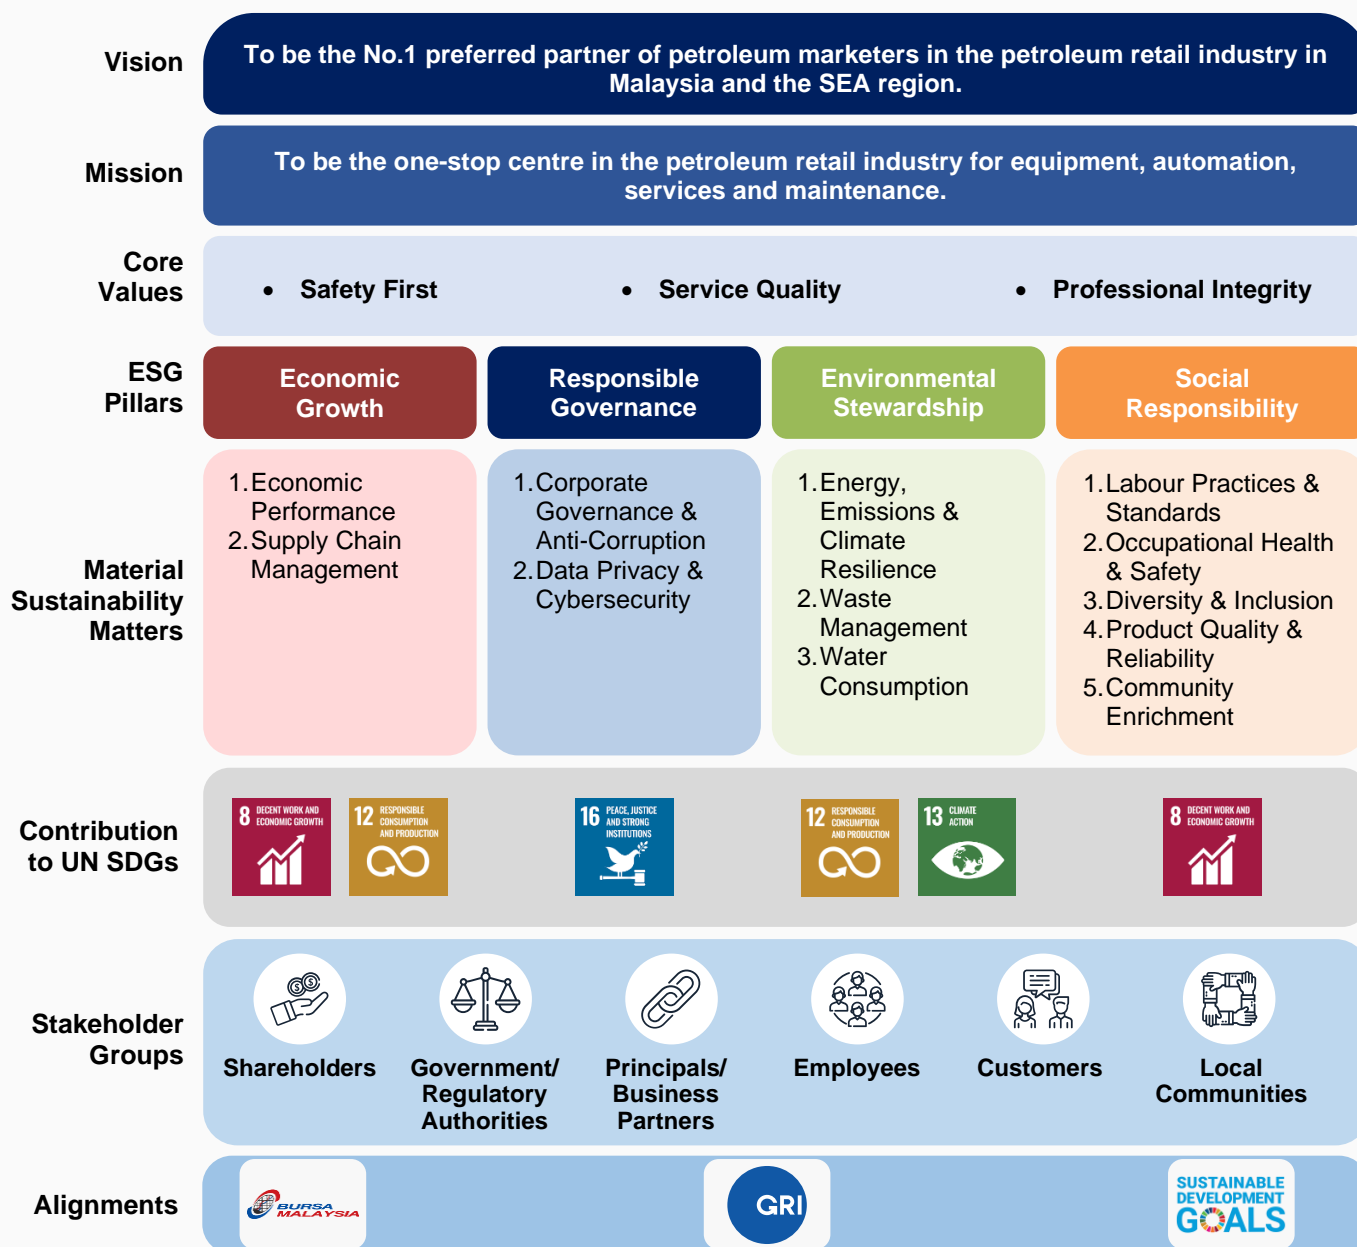 Vision
To be the No.1 preferred partner of petroleum marketers in the petroleum retail industry in
Malaysia and the SEA region.
Mission
To be the one-stop centre in the petroleum retail industry for equipment, automation,
services and maintenance.
Core
Values
• Safety First
• Service Quality
• Professional Integrity
ESG
Pillars
Economic
Growth
Responsible
Governance
Environmental
Stewardship
Social
Responsibility
Material
Sustainability
Matters
1. Economic
Performance
2. Supply Chain
Management
1. Corporate
Governance &
Anti-Corruption
2. Data Privacy &
Cybersecurity
1. Energy,
Emissions &
Climate
Resilience
2. Waste
Management
3. Water
Consumption
1. Labour Practices &
Standards
2. Occupational Health
& Safety
3. Diversity & Inclusion
4. Product Quality &
Reliability
5. Community
Enrichment
Contribution
to UN SDGs
8 DECENT WORK AND
ECONOMIC GROWTH
12 RESPONSIBLE
CONSUMPTION
AND PRODUCTION
16 PEACE, JUSTICE
AND STRONG
INSTITUTIONS
12 RESPONSIBLE
CONSUMPTION
AND PRODUCTION
13 CLIMATE
ACTION
8 DECENT WORK AND
ECONOMIC GROWTH
Stakeholder
Groups
Shareholders
Government/
Regulatory
Authorities
Principals/
Business
Partners
Employees
Customers
Local
Communities
Alignments
BURSA
MALAYSIA
GRI
SUSTAINABLE
DEVELOPMENT
GOALS